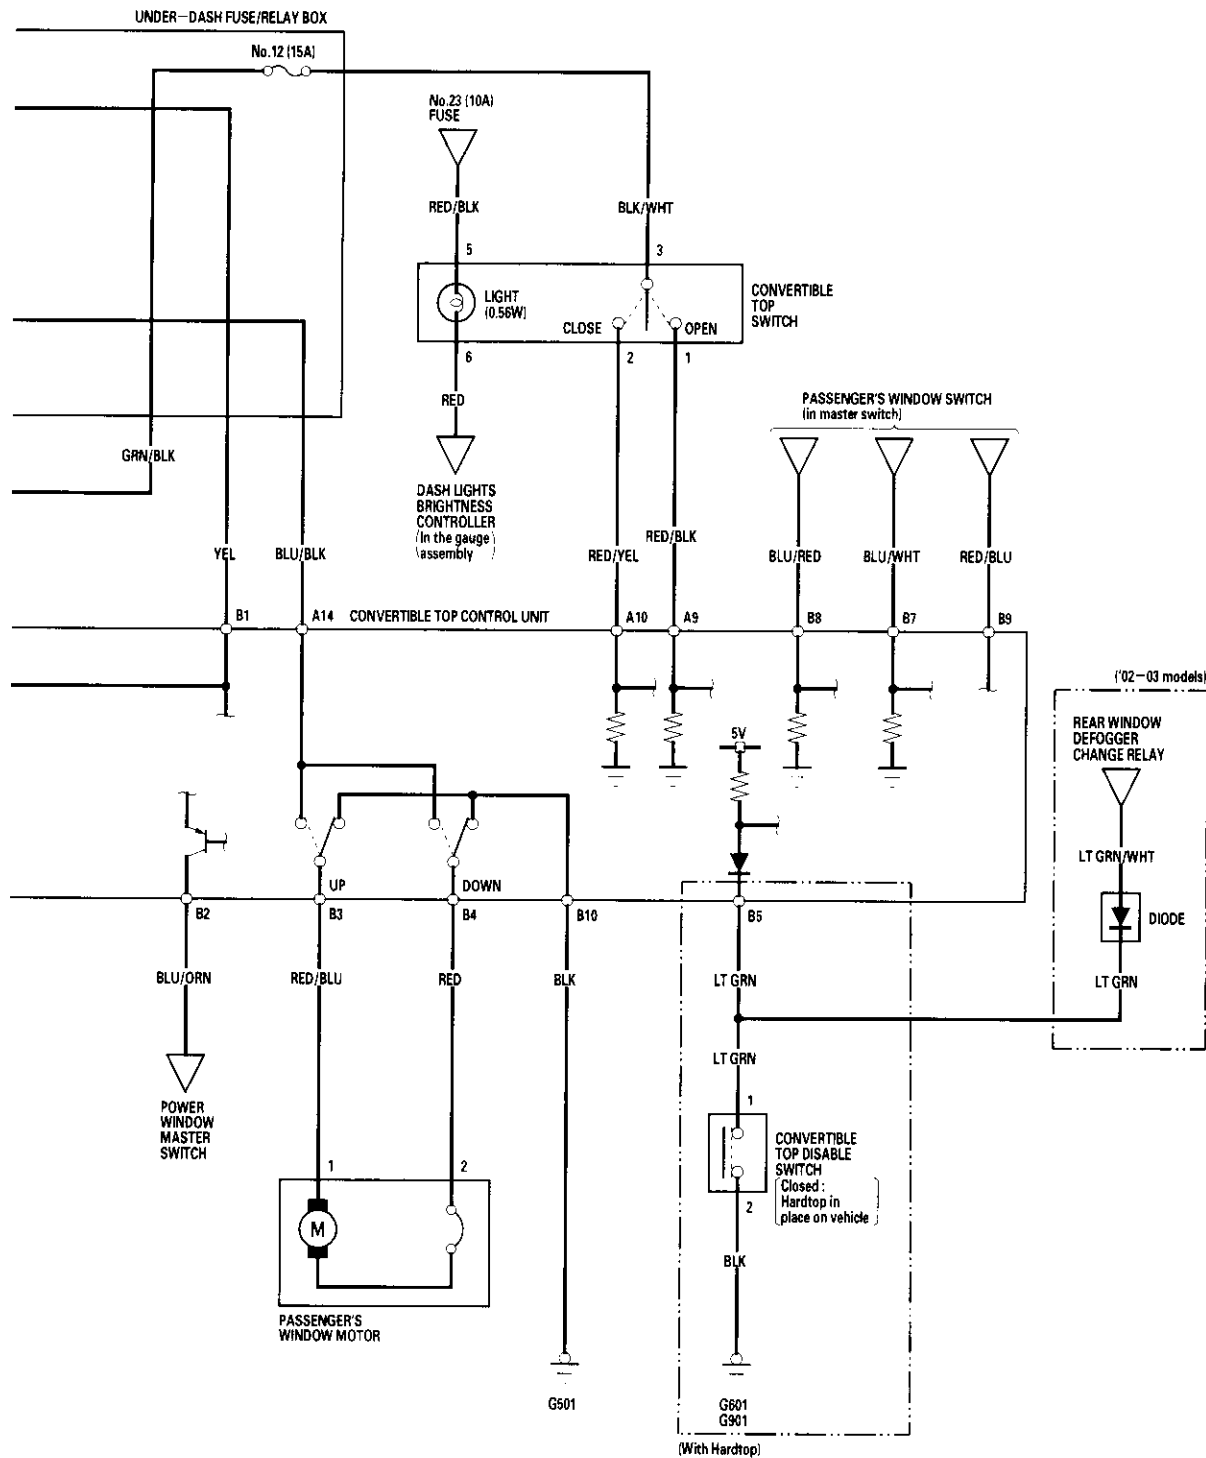 UNDER-DASH FUSE/RELAY BOX
No.12 (15A)
No.23 (10A)
FUSE
RED/BLK
BLK/WHT
5
3
LIGHT
(0.56W)
CLOSE
OPEN
CONVERTIBLE
TOP
SWITCH
6
2
1
RED
PASSENGER'S WINDOW SWITCH
(in master switch)
GRN/BLK
DASH LIGHTS
BRIGHTNESS
CONTROLLER
(In the gauge
assembly)
YEL
BLU/BLK
RED/YEL
RED/BLK
BLU/RED
BLU/WHT
RED/BLU
B1
A14
CONVERTIBLE TOP CONTROL UNIT
A10
A9
B8
B7
B9
('02-03 models)
REAR WINDOW
DEFOGGER
CHANGE RELAY
5V
LT GRN/WHT
UP
DOWN
B2
B3
B4
B10
B5
DIODE
BLU/ORN
RED/BLU
RED
BLK
LT GRN
LT GRN
LT GRN
POWER
WINDOW
MASTER
SWITCH
1
CONVERTIBLE
TOP DISABLE
SWITCH
(Closed :
Hardtop in
place on vehicle)
2
1
2
M
BLK
PASSENGER'S
WINDOW MOTOR
G501
G601
G901
(With Hardtop)